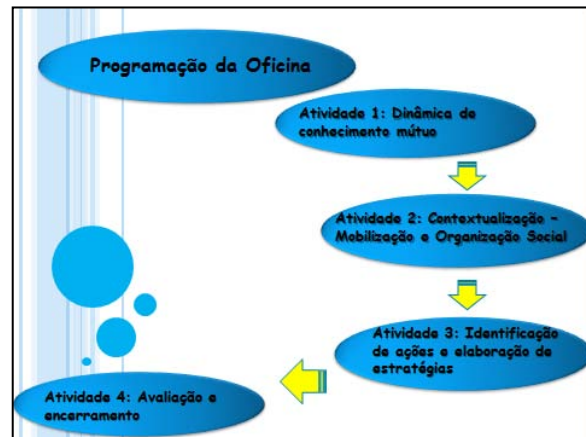 Programação da Oficina
Atividade 1: Dinâmica de
conhecimento mútuo
Atividade 2: Contextualização –
Mobilização e Organização Social
Atividade 3: Identificação
de ações e elaboração de
estratégias
Atividade 4: Avaliação e
encerramento